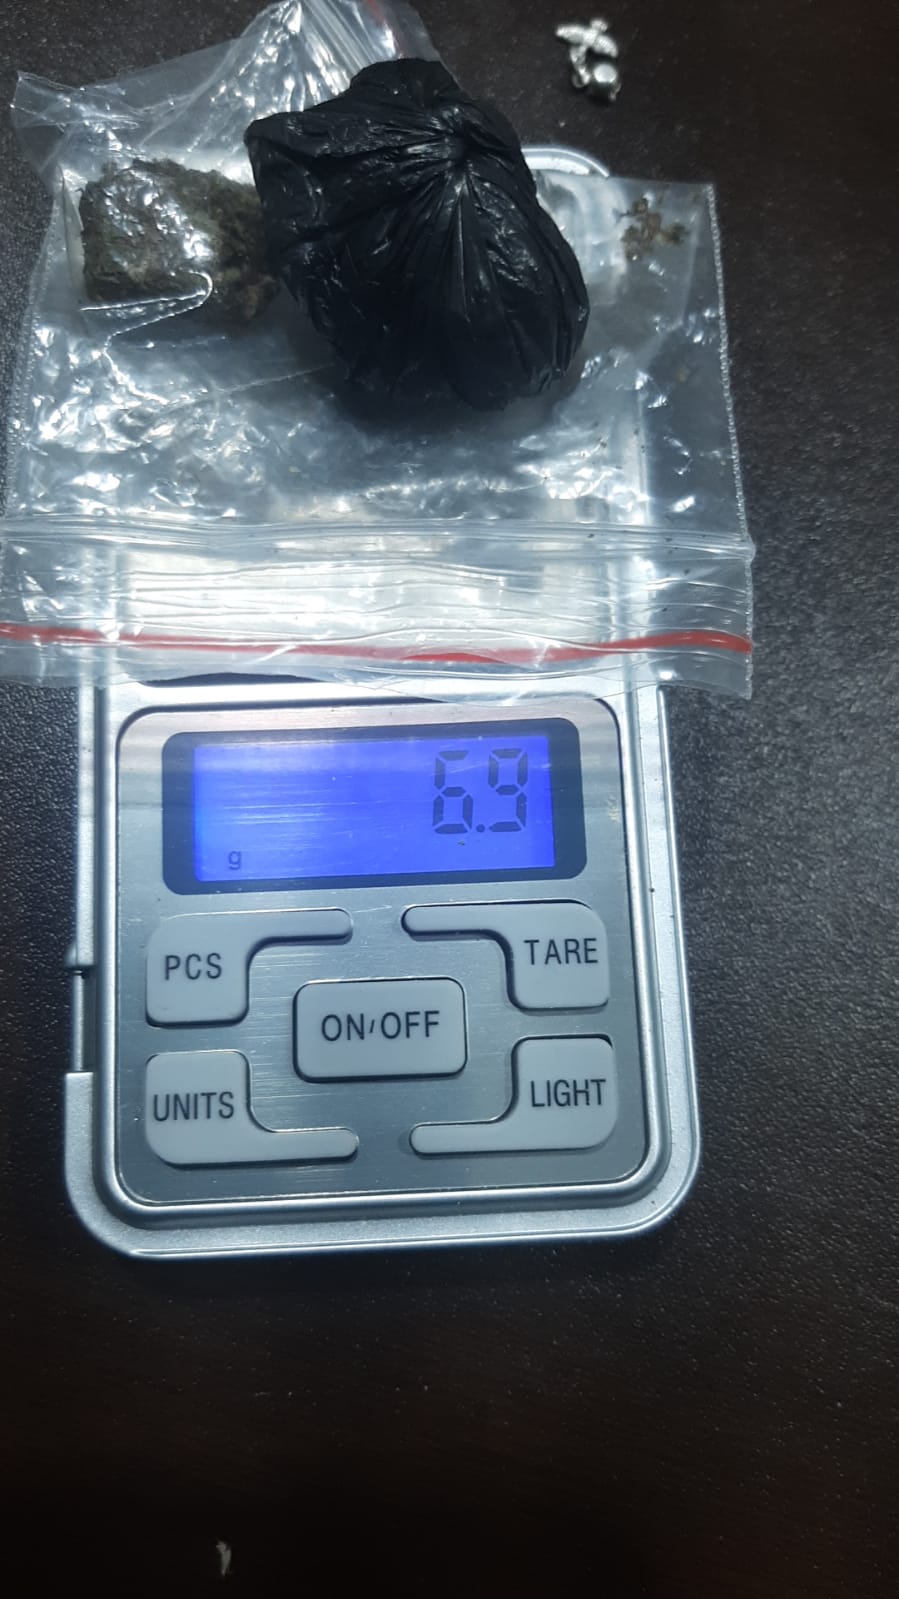 6.9
g
PCS
TARE
ON/OFF
UNITS
LIGHT